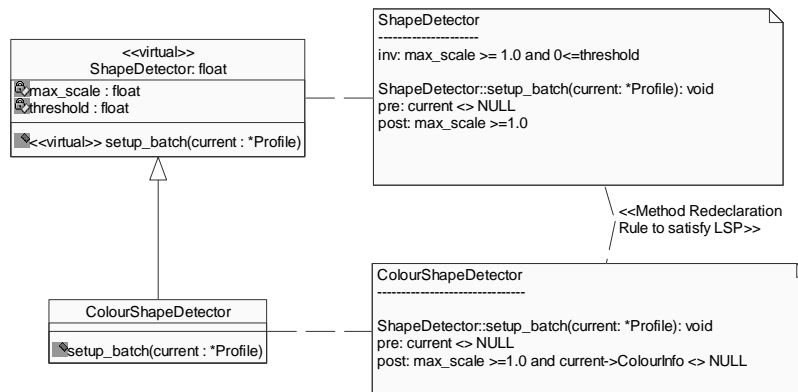 <<virtual>>
ShapeDetector: float
max_scale : float
threshold : float
<<virtual>> setup_batch(current : *Profile)
ShapeDetector
---------------------
inv: max_scale >= 1.0 and 0<=threshold
ShapeDetector::setup_batch(current: *Profile): void
pre: current <> NULL
post: max_scale >=1.0
<<Method Redeclaration
Rule to satisfy LSP>>
ColourShapeDetector
setup_batch(current : *Profile)
ColourShapeDetector
-------------------------------
ShapeDetector::setup_batch(current: *Profile): void
pre: current <> NULL
post: max_scale >=1.0 and current->ColourInfo <> NULL